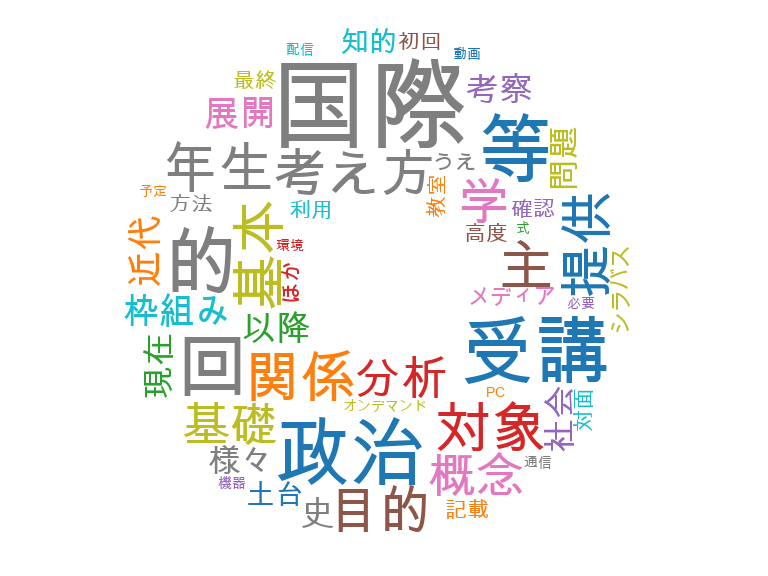 配信
知的
初回
動画
最終
国際
考察
展開
等
年生
考え方
うえ
問題
予定
方法
利用
教室
学
確認
提供
近代
的
基本
環境
高度
式
主
ほか
シラバス
枠組み
以降
メディア
必要
現在
回
関係
分析
受講
PC
対面
社会
基礎
オンデマンド
対象
政治
様々
概念
通信
機器
土台
史
目的
記載